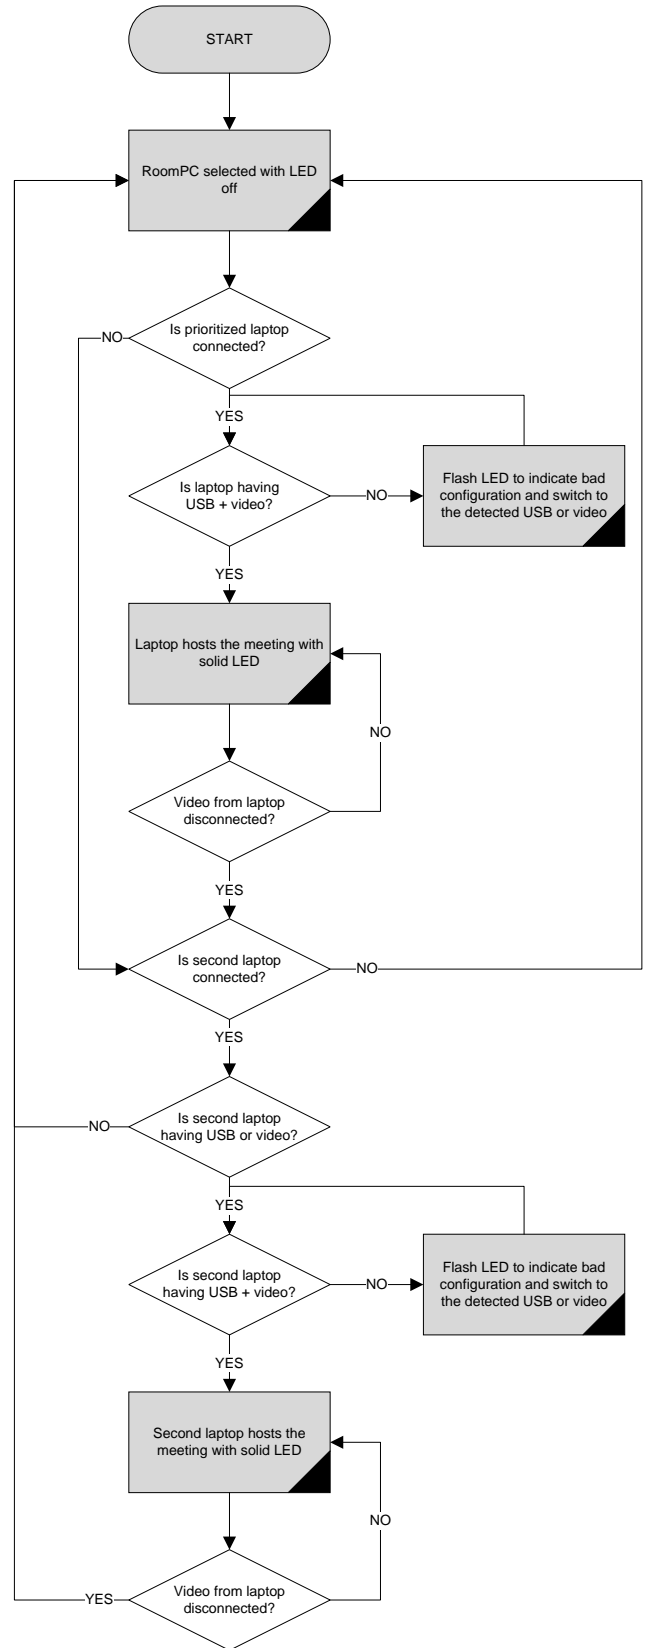 START
RoomPC selected with LED
off
Is prioritized laptop
connected?
NO
YES
Is laptop having
USB + video?
NO
Flash LED to indicate bad
configuration and switch to
the detected USB or video
YES
Laptop hosts the meeting with
solid LED
NO
Video from laptop
disconnected?
YES
Is second laptop
connected?
NO
YES
Is second laptop
having USB or video?
NO
YES
Is second laptop
having USB + video?
NO
Flash LED to indicate bad
configuration and switch to
the detected USB or video
YES
Second laptop hosts the
meeting with solid LED
NO
Video from laptop
disconnected?
YES